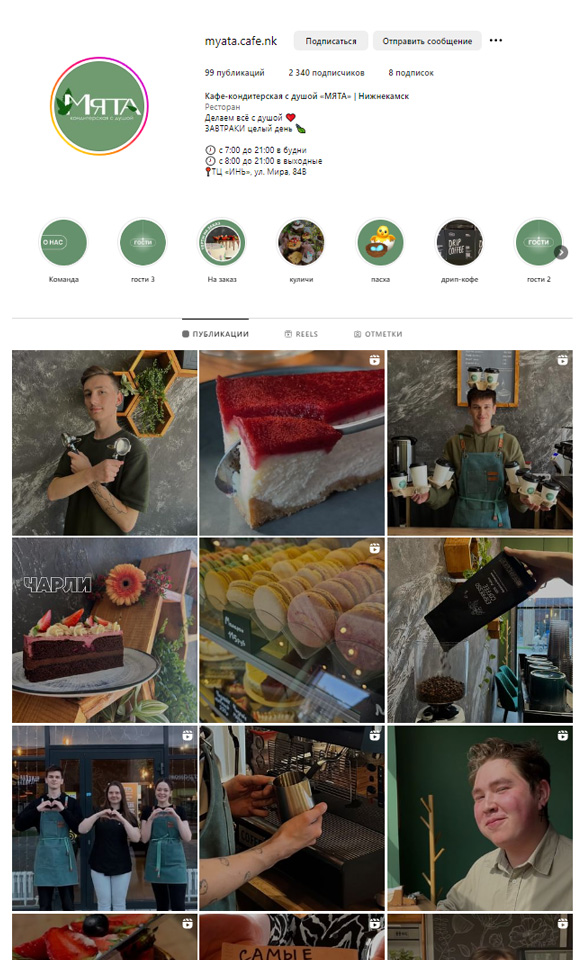 myata.cafe.nk
Подписаться
Отправить сообщение
99 публикаций
2 340 подписчиков
8 подписок
Кафе-кондитерская с душой «МЯТА» | Нижнекамск
Ресторан
Делаем всё с душой ❤️
ЗАВТРАКИ целый день
с 7:00 до 21:00 в будни
с 8:00 до 21:00 в выходные
ТЦ «ИНЬ», ул. Мира, 84В
МЯТА
кондитерская с душой
О НАС
ГОСТИ
DRIP COFFEE
ГОСТИ
Команда
гости 3
На заказ
куличи
пасха
дрип-кофе
гости 2
ПУБЛИКАЦИИ
REELS
ОТМЕТКИ
ЧАРЛИ
САМЫЕ